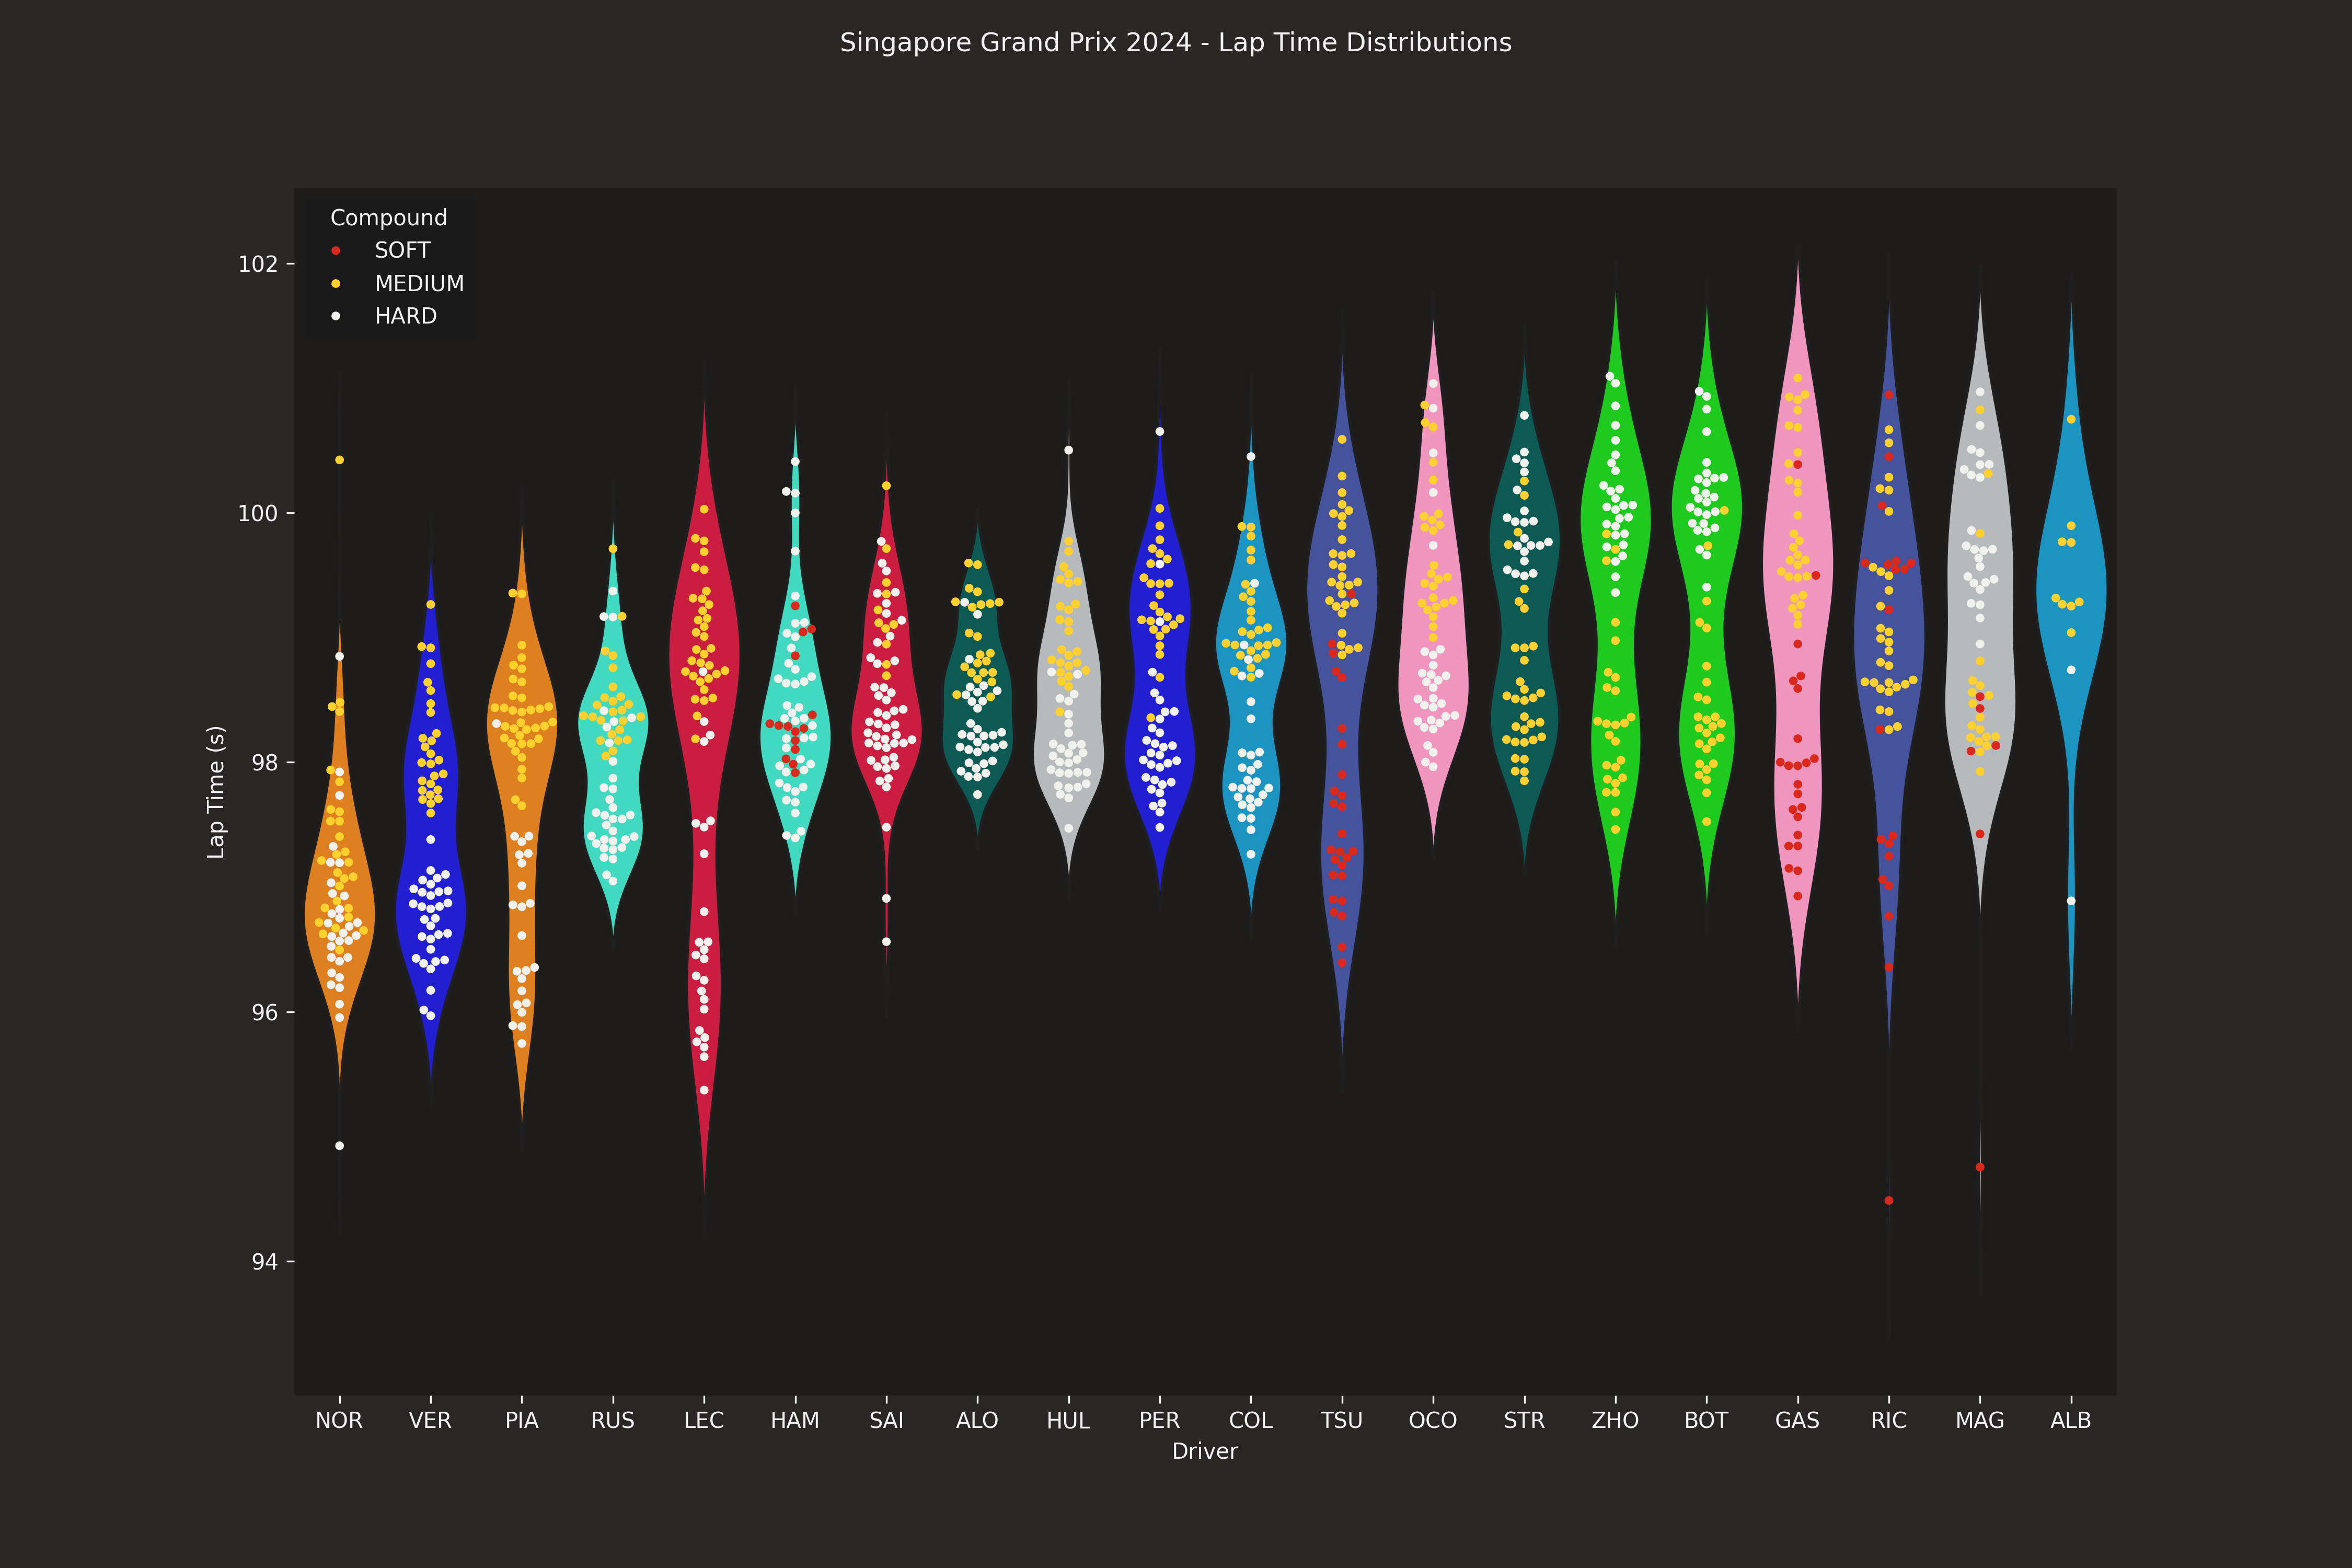 Singapore Grand Prix 2024 - Lap Time Distributions
Compound
SOFT
MEDIUM
HARD
102
100
98
96
94
Lap Time (s)
NOR VER PIA RUS LEC HAM SAI ALO HUL PER COL TSU OCO STR ZHO BOT GAS RIC MAG ALB
Driver